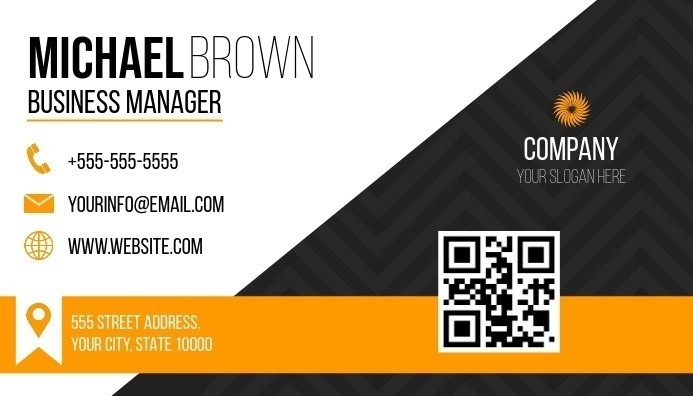 MICHAEL BROWN
BUSINESS MANAGER
+555-555-5555
YOURINFO@EMAIL.COM
WWW.WEBSITE.COM
555 STREET ADDRESS.
YOUR CITY, STATE 10000
COMPANY
YOUR SLOGAN HERE